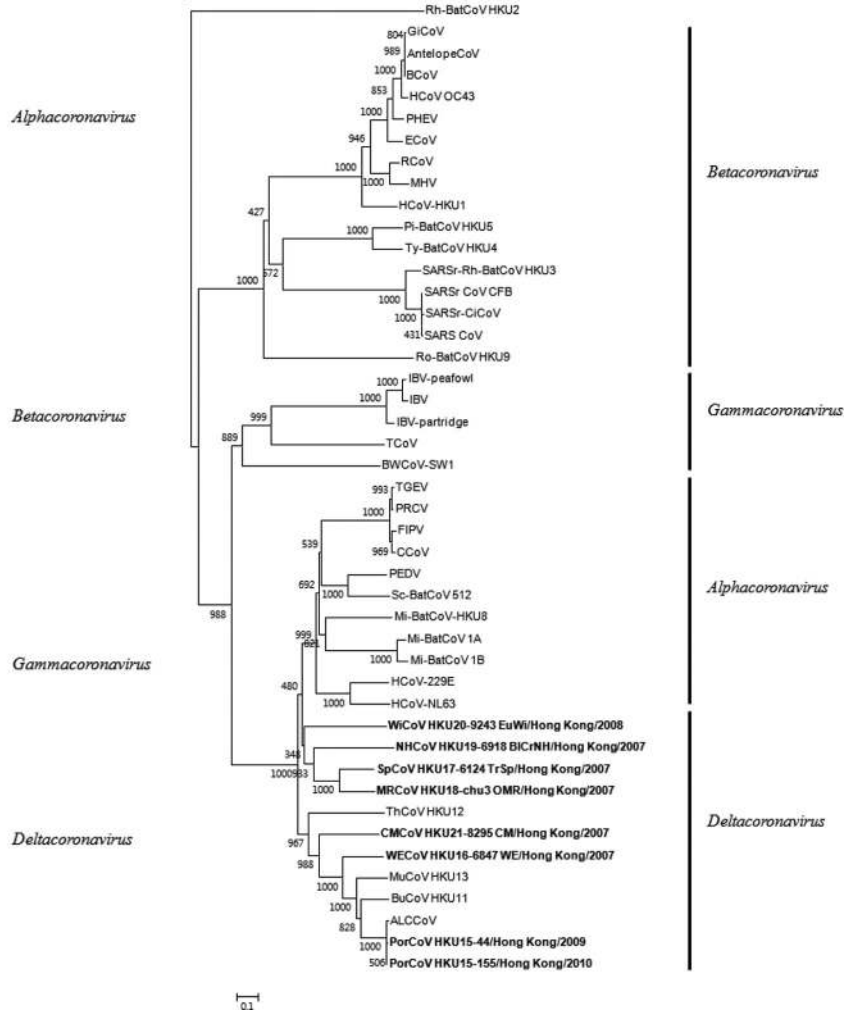 Rh-BatCoV HKU2
804
GiCoV
989
AntelopeCoV
1000
BCoV
853
HCoV OC43
Alphacoronavirus
1000
PHEV
ECoV
946
RCoV
1000
1000
MHV
Betacoronavirus
HCoV-HKU1
427
Pi-BatCoV HKU5
1000
Ty-BatCoV HKU4
572
SARSr-Rh-BatCoV HKU3
1000
SARSr CoV CFB
1000
SARSr-CiCoV
1000
431
SARS CoV
Ro-BatCoV HKU9
IBV-peafowl
1000
IBV
1000
IBV-partridge
Betacoronavirus
999
Gammacoronavirus
TCoV
889
BWCoV-SW1
TGEV
993
PRCV
1000
FIPV
539
969
CCoV
PEDV
692
1000
Sc-BatCoV 512
Alphacoronavirus
988
Mi-BatCoV-HKU8
999
821
Mi-BatCoV 1A
1000
Mi-BatCoV 1B
Gammacoronavirus
HCoV-229E
480
1000
HCoV-NL63
WiCoV HKU20-9243 EuWi/Hong Kong/2008
348
NHCoV HKU19-6918 BlCrNH/Hong Kong/2007
1000
933
SpCoV HKU17-6124 TrSp/Hong Kong/2007
1000
MRCoV HKU18-chu3 OMR/Hong Kong/2007
ThCoV HKU12
Deltacoronavirus
Deltacoronavirus
967
CMCoV HKU21-8295 CM/Hong Kong/2007
988
WECoV HKU16-6847 WE/Hong Kong/2007
1000
MuCoV HKU13
1000
BuCoV HKU11
828
ALCCoV
1000
PorCoV HKU15-44/Hong Kong/2009
506
PorCoV HKU15-155/Hong Kong/2010
0.1